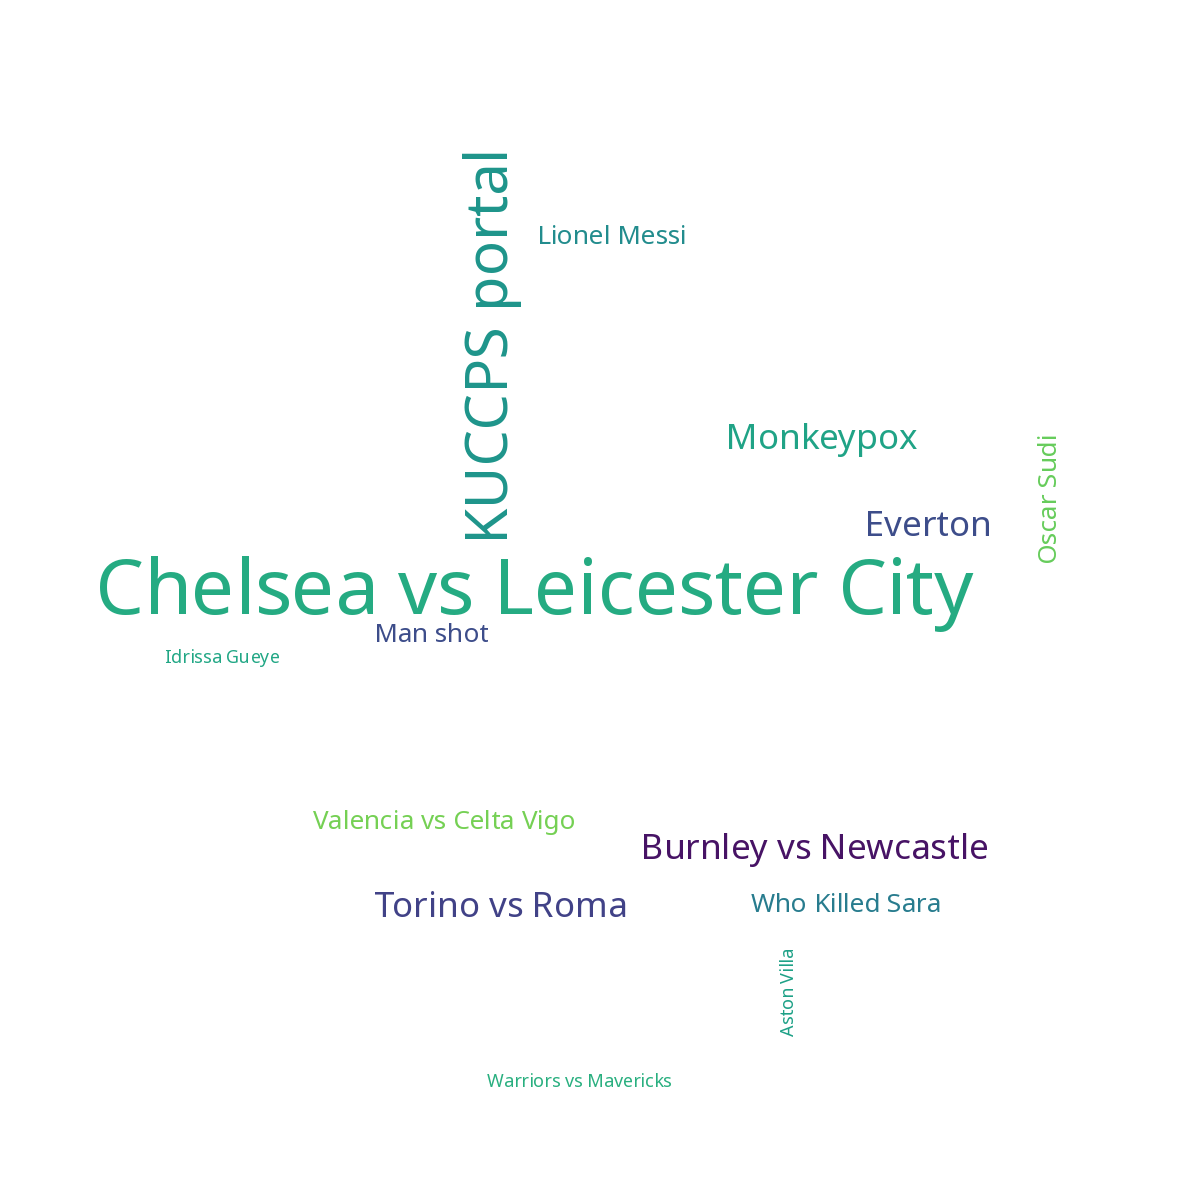 KUCCPS portal
Lionel Messi
Monkeypox
Oscar Sudi
Everton
Chelsea vs Leicester City
Man shot
Idrissa Gueye
Valencia vs Celta Vigo
Burnley vs Newcastle
Torino vs Roma
Who Killed Sara
Aston Villa
Warriors vs Mavericks